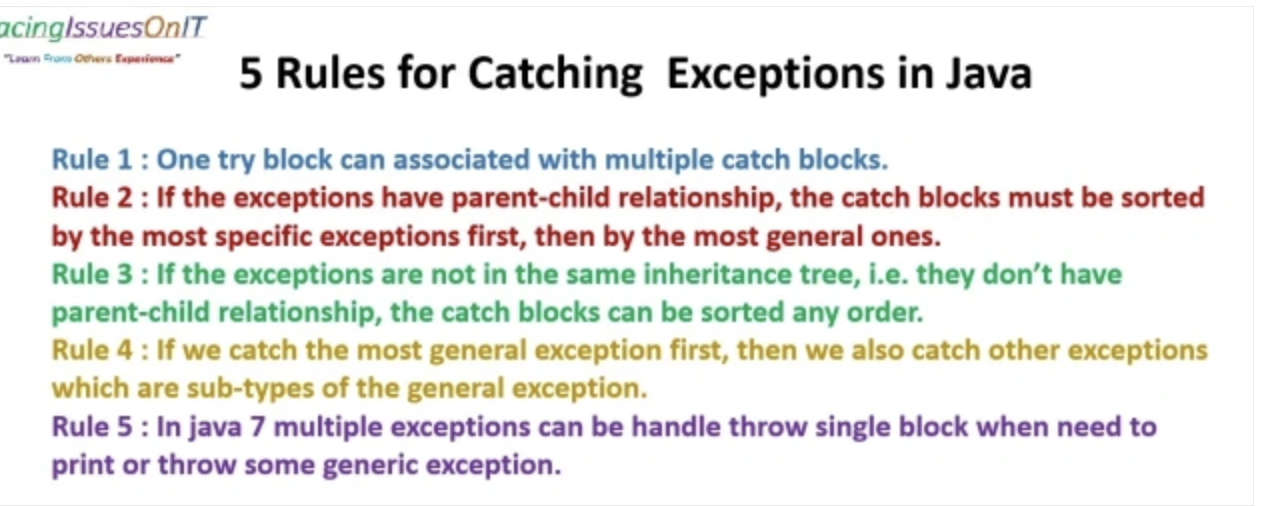 acingIssuesOnIT
"Learn From Others Experience"
5 Rules for Catching Exceptions in Java
Rule 1 : One try block can associated with multiple catch blocks.
Rule 2 : If the exceptions have parent-child relationship, the catch blocks must be sorted
by the most specific exceptions first, then by the most general ones.
Rule 3 : If the exceptions are not in the same inheritance tree, i.e. they don’t have
parent-child relationship, the catch blocks can be sorted any order.
Rule 4 : If we catch the most general exception first, then we also catch other exceptions
which are sub-types of the general exception.
Rule 5 : In java 7 multiple exceptions can be handle throw single block when need to
print or throw some generic exception.